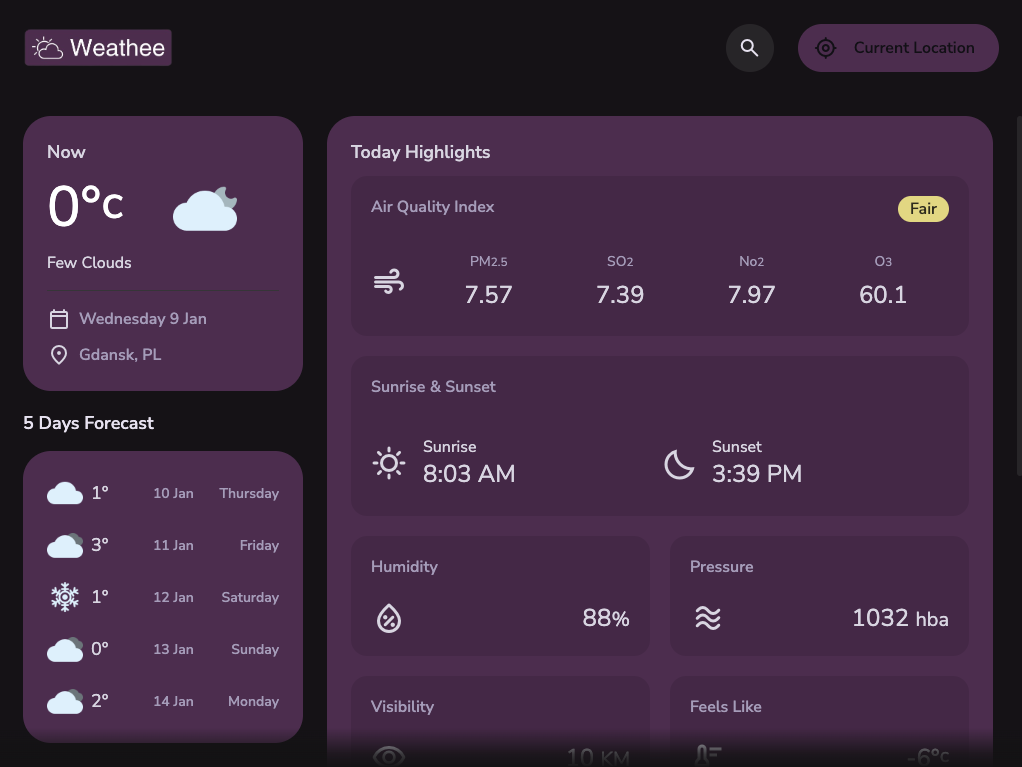 Weathee
Current Location
Now
0°c
Few Clouds
Wednesday 9 Jan
Gdansk, PL
5 Days Forecast
1° 10 Jan Thursday
3° 11 Jan Friday
1° 12 Jan Saturday
0° 13 Jan Sunday
2° 14 Jan Monday
Today Highlights
Air Quality Index
Fair
PM2.5 SO2 No2 O3
7.57 7.39 7.97 60.1
Sunrise & Sunset
Sunrise
8:03 AM
Sunset
3:39 PM
Humidity
88%
Pressure
1032 hba
Visibility
10 KM
Feels Like
-6°c